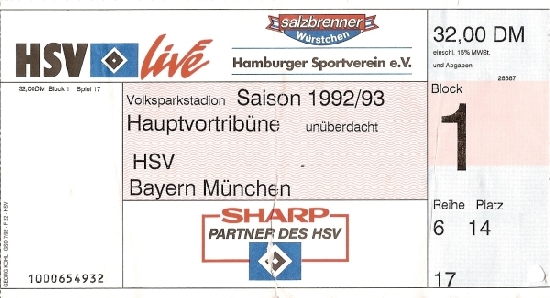 HSV live
salzbrenner
Würstchen
Hamburger Sportverein e.V.
32,00 DM
einschl. 15% MWSt.
und Abgaben
26387
32,00Div Block 1 Spiel 17
Volksparkstadion Saison 1992/93
Hauptvortribüne unüberdacht
HSV
Bayern München
Block
1
Reihe Platz
6 14
17
SHARP
PARTNER DES HSV
1000654932